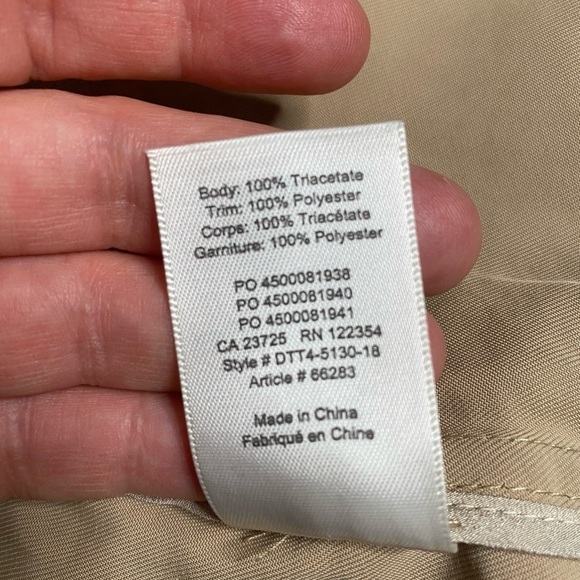 Body: 100% Triacetate
Trim: 100% Polyester
Corps: 100% Triacétate
Garniture: 100% Polyester
PO 4500081938
PO 4500081940
PO 4500081941
CA 23725 RN 122354
Style # DTT4-5130-18
Article # 66283
Made in China
Fabriqué en Chine